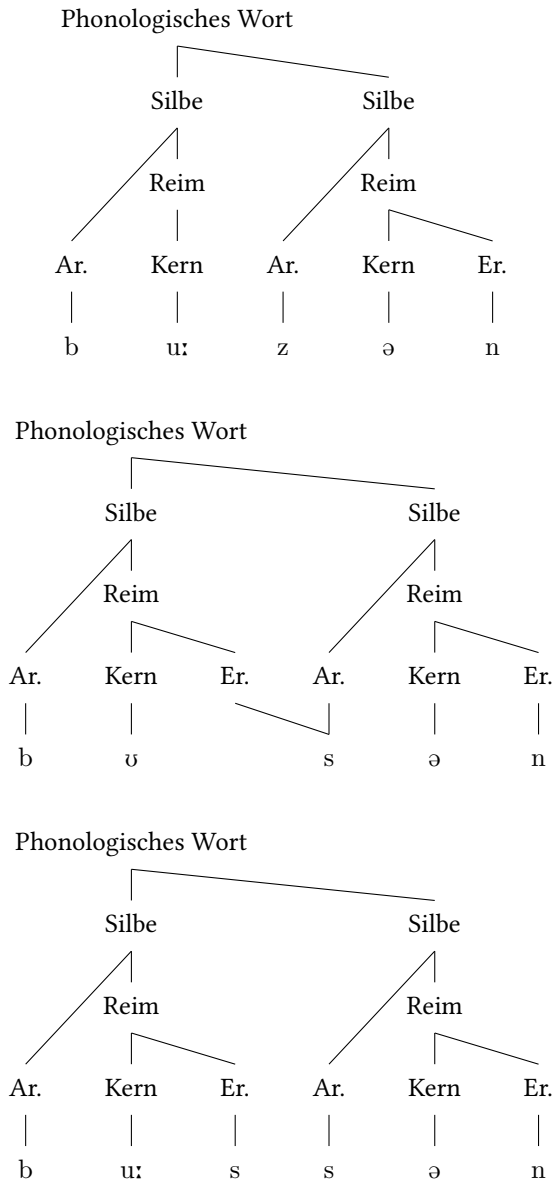 Phonologisches Wort
Silbe Silbe
Reim Reim
Ar. Kern Ar. Kern Er.
b uː z ə n
Phonologisches Wort
Silbe Silbe
Reim Reim
Ar. Kern Er. Ar. Kern Er.
b ʊ s ə n
Phonologisches Wort
Silbe Silbe
Reim Reim
Ar. Kern Er. Ar. Kern Er.
b uː s s ə n